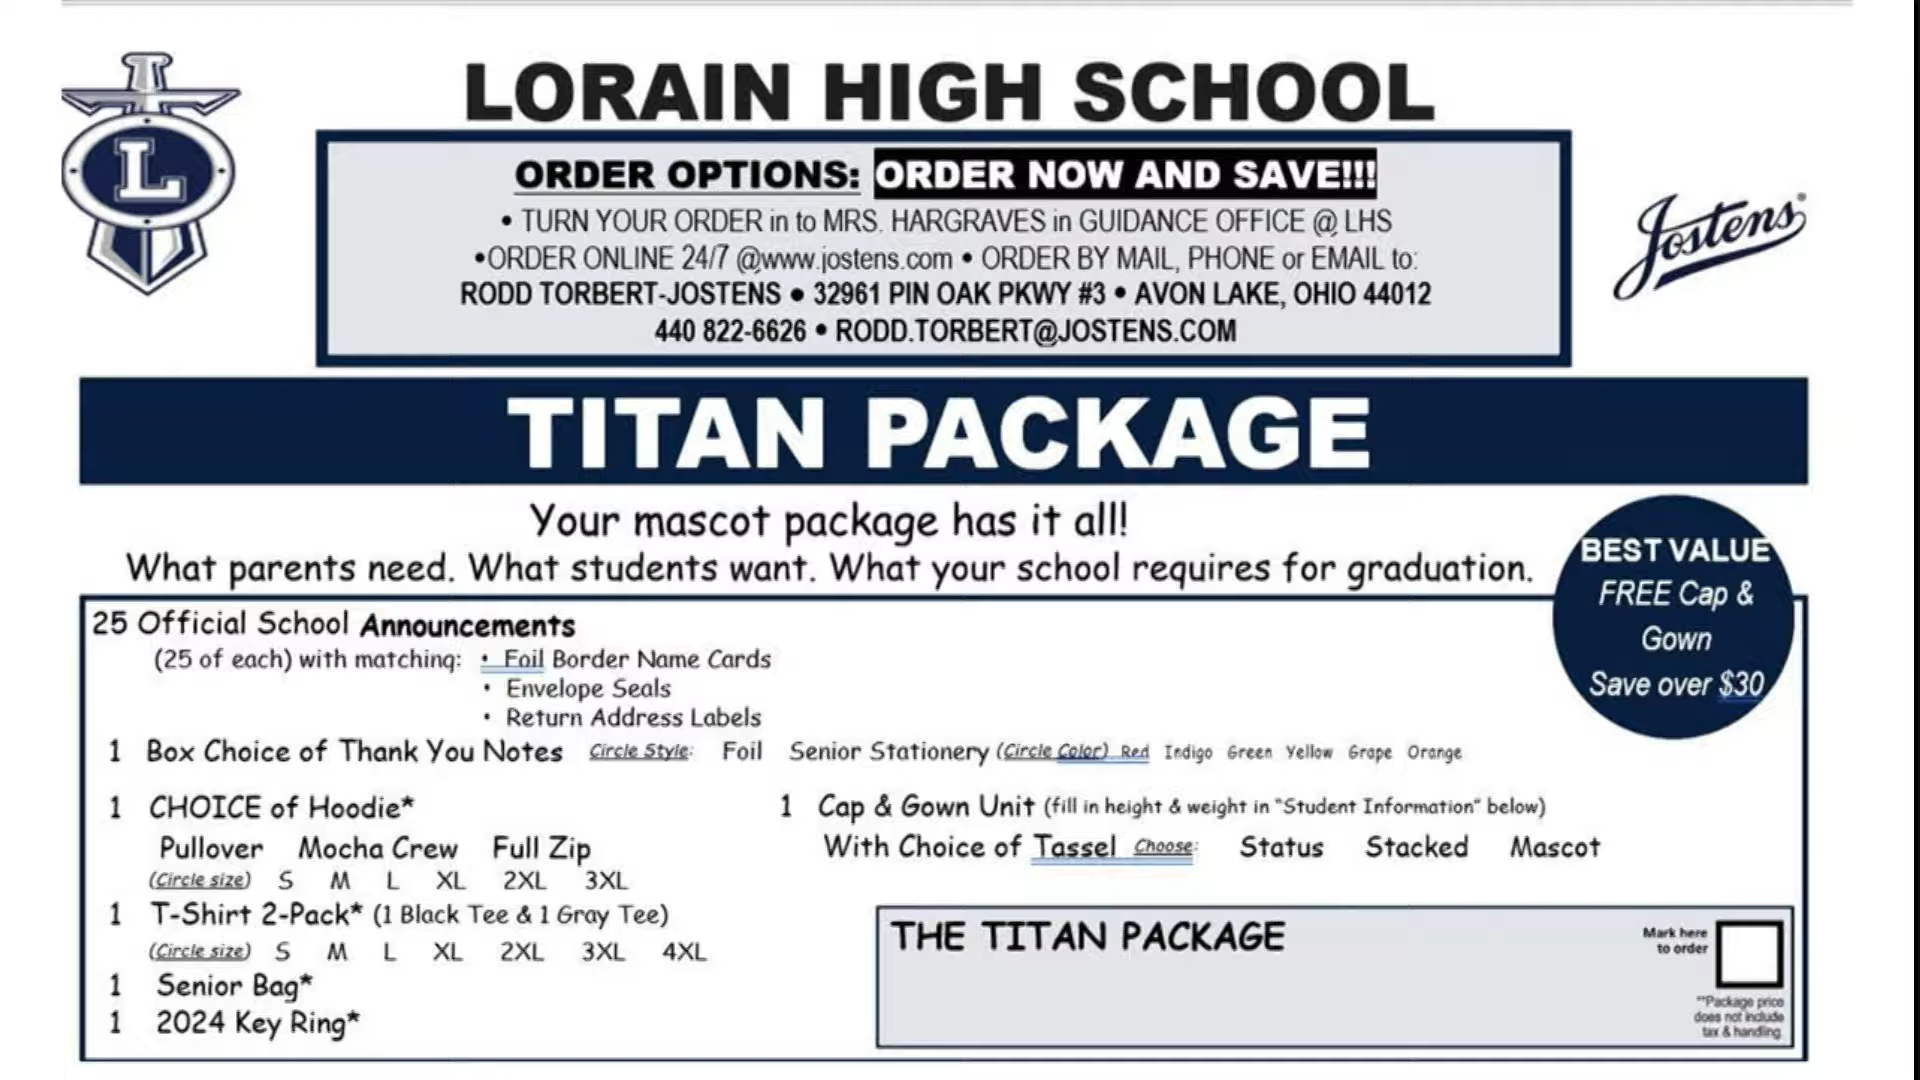 LORAIN HIGH SCHOOL
L
ORDER OPTIONS: ORDER NOW AND SAVE!!!
• TURN YOUR ORDER in to MRS. HARGRAVES in GUIDANCE OFFICE @ LHS
•ORDER ONLINE 24/7 @www.jostens.com • ORDER BY MAIL, PHONE or EMAIL to:
RODD TORBERT-JOSTENS • 32961 PIN OAK PKWY #3 • AVON LAKE, OHIO 44012
440 822-6626 • RODD.TORBERT@JOSTENS.COM
Jostens®
TITAN PACKAGE
Your mascot package has it all!
What parents need. What students want. What your school requires for graduation.
BEST VALUE
FREE Cap &
Gown
Save over $30
25 Official School Announcements
(25 of each) with matching: • Foil Border Name Cards
• Envelope Seals
• Return Address Labels
1 Box Choice of Thank You Notes Circle Style: Foil Senior Stationery (Circle Color) Red Indigo Green Yellow Grape Orange
1 CHOICE of Hoodie*
Pullover Mocha Crew Full Zip
(Circle size) S M L XL 2XL 3XL
1 T-Shirt 2-Pack* (1 Black Tee & 1 Gray Tee)
(Circle size) S M L XL 2XL 3XL 4XL
1 Senior Bag*
1 2024 Key Ring*
1 Cap & Gown Unit (fill in height & weight in "Student Information" below)
With Choice of Tassel Choose: Status Stacked Mascot
THE TITAN PACKAGE
Mark here
to order
**Package price
does not include
tax & handling